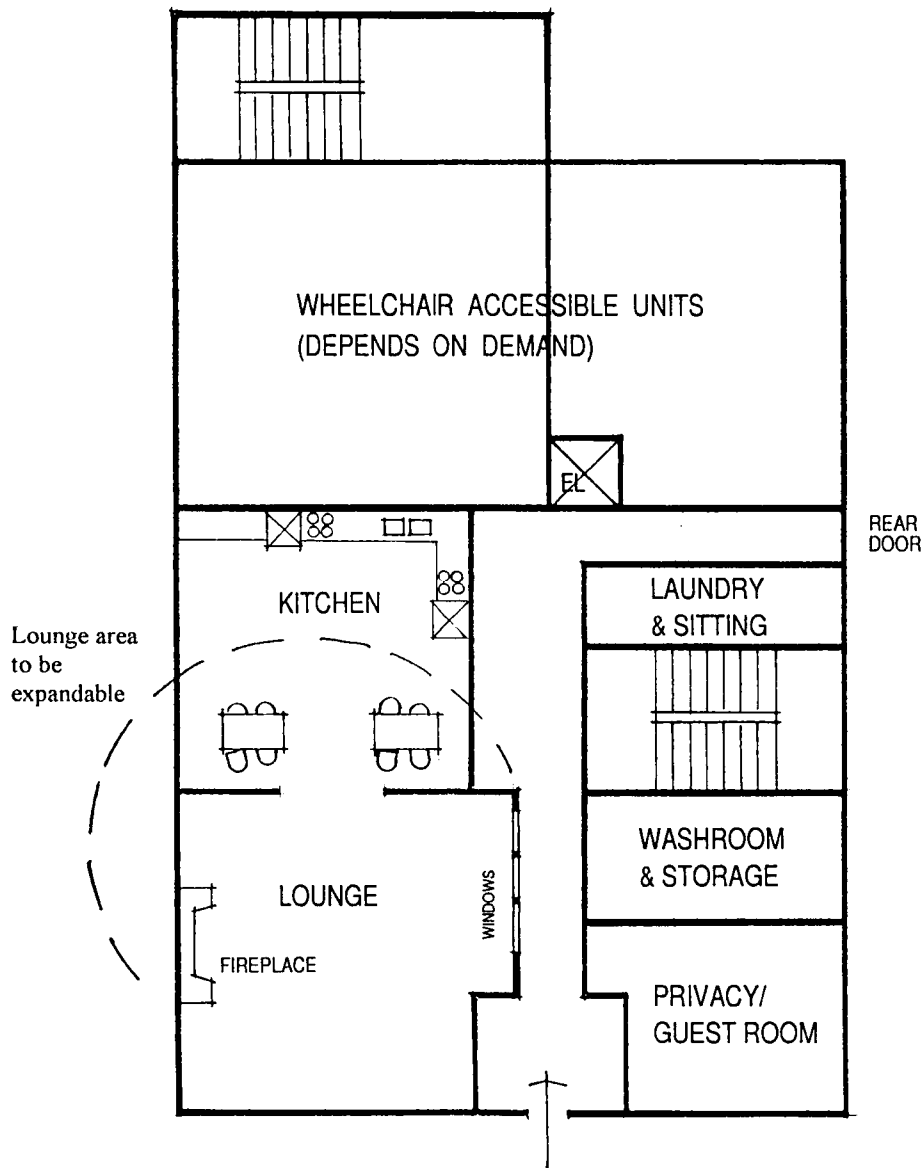 WHEELCHAIR ACCESSIBLE UNITS
(DEPENDS ON DEMAND)
EL
REAR
DOOR
KITCHEN
LAUNDRY
& SITTING
Lounge area
to be
expandable
WASHROOM
& STORAGE
LOUNGE
WINDOWS
FIREPLACE
PRIVACY/
GUEST ROOM